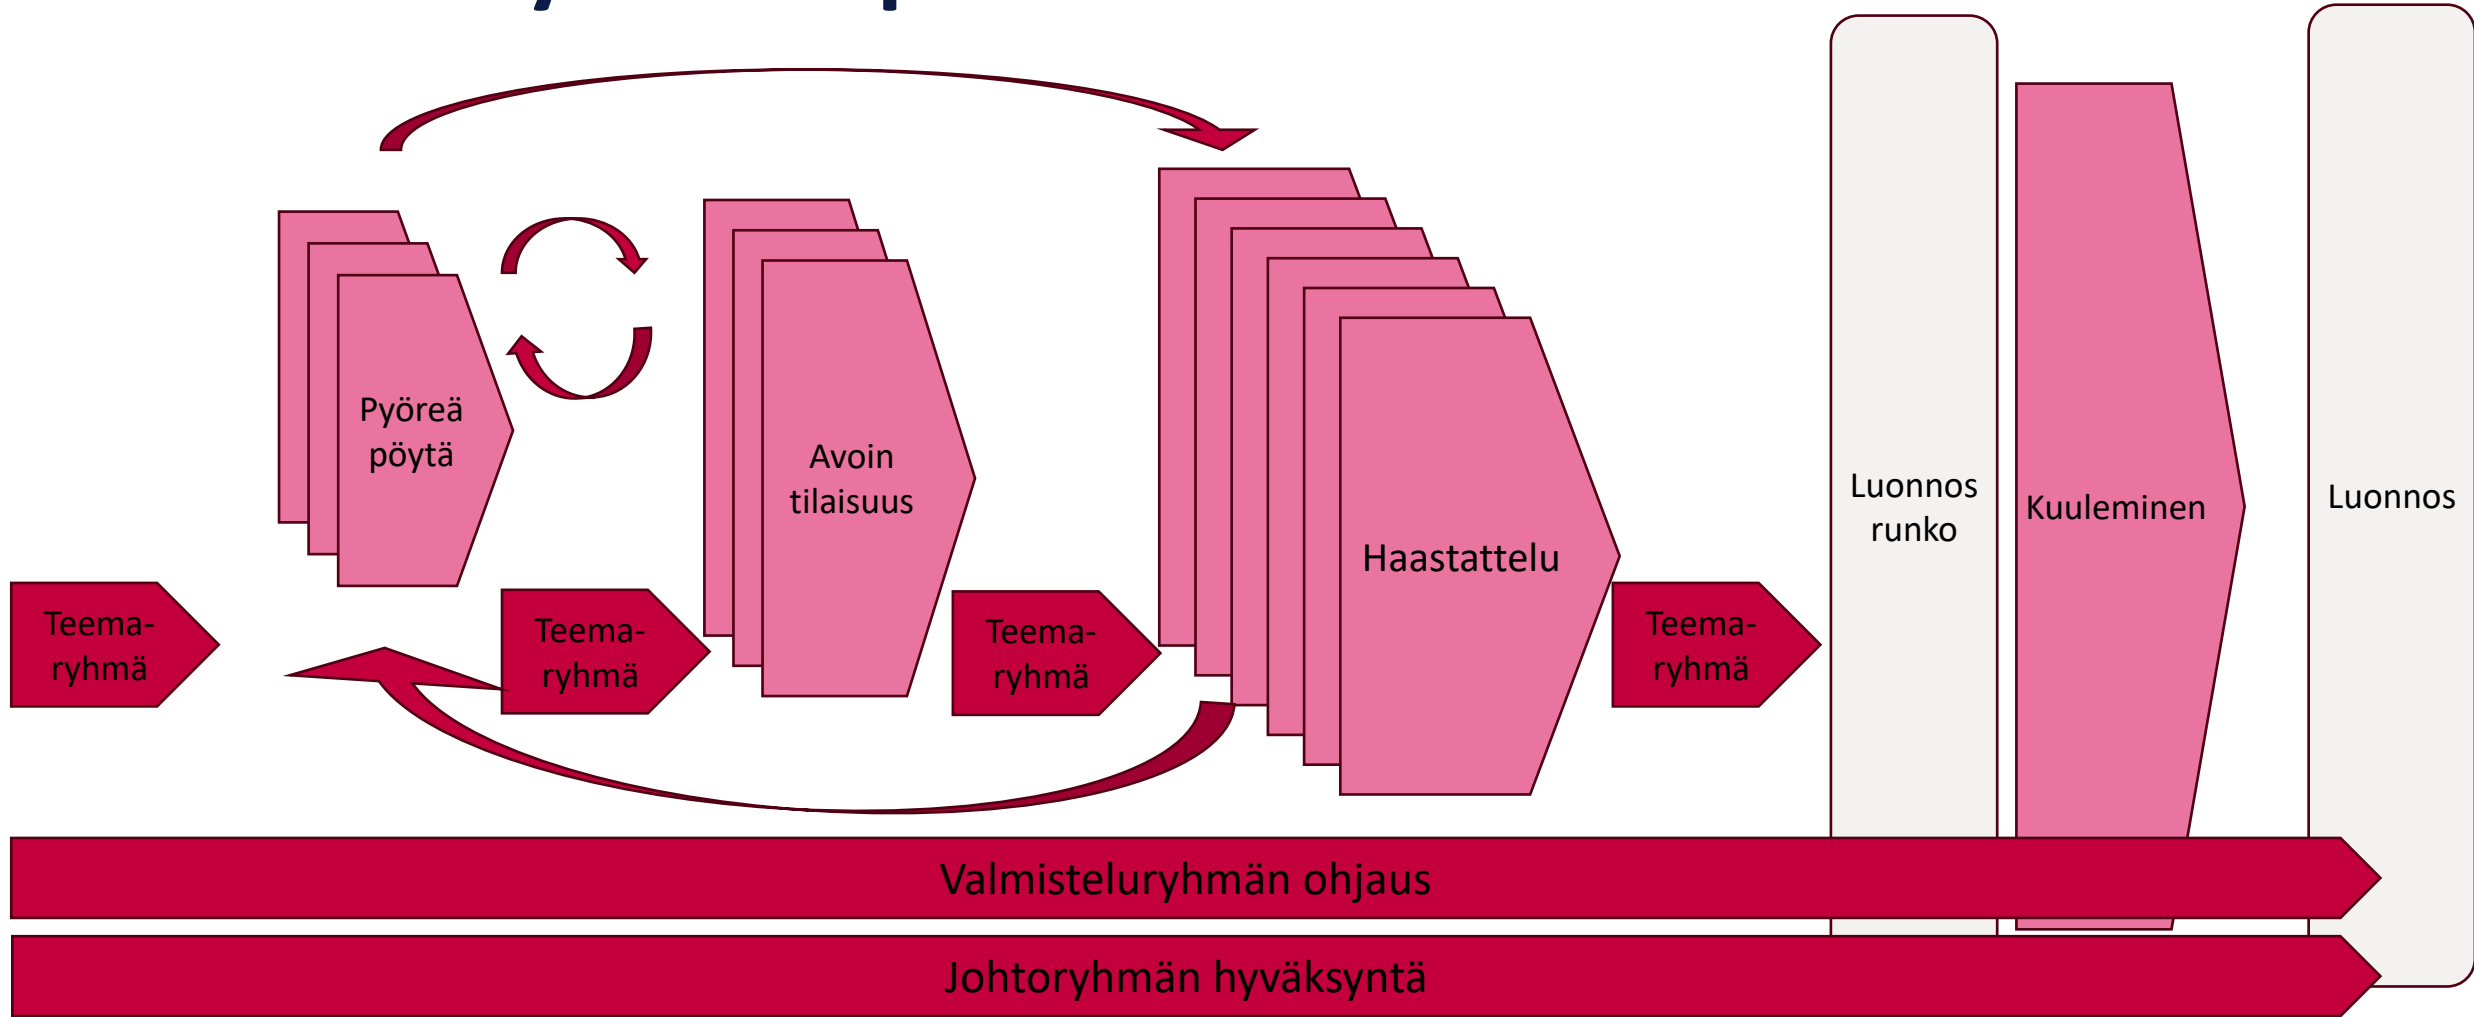 Pyöreä
pöytä
Avoin
tilaisuus
Haastattelu
Luonnos
runko
Kuuleminen
Luonnos
Teema-
ryhmä
Teema-
ryhmä
Teema-
ryhmä
Teema-
ryhmä
Valmisteluryhmän ohjaus
Johtoryhmän hyväksyntä